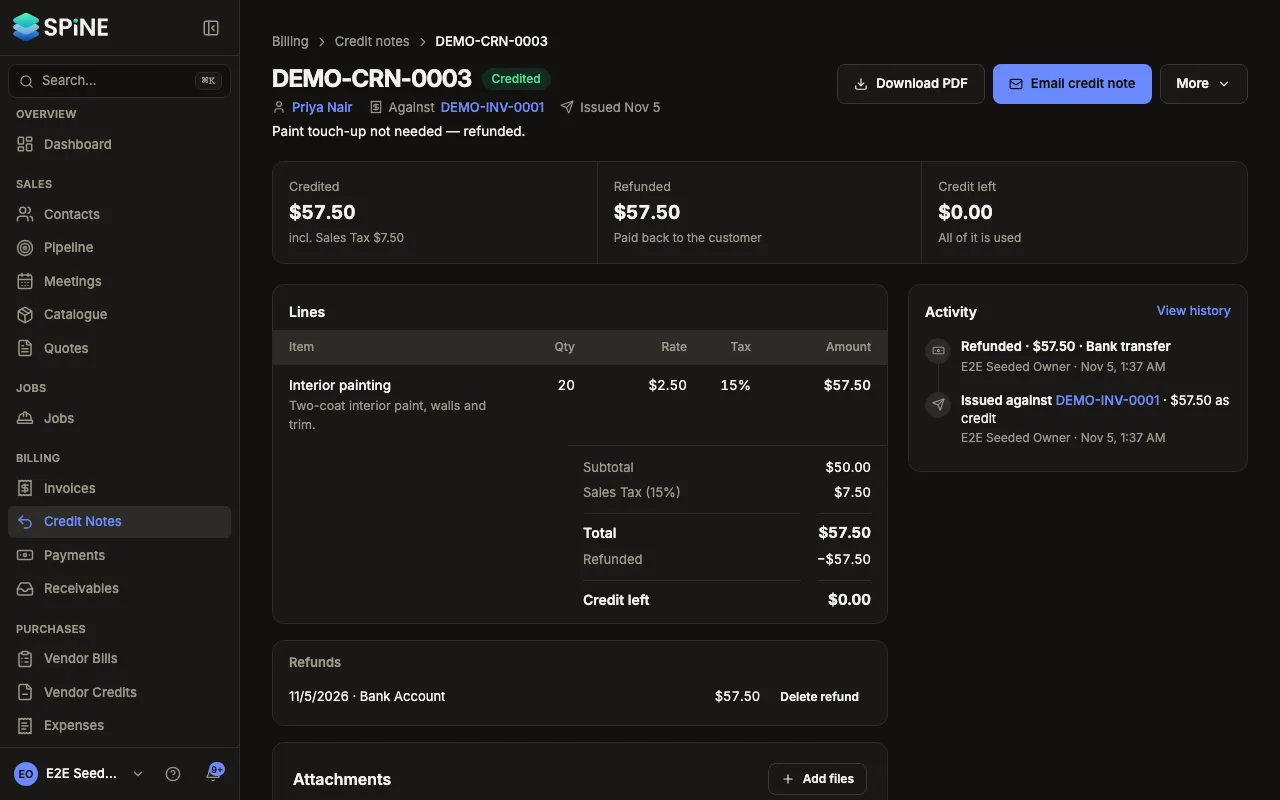 SPiNE
Search...
⌘K
OVERVIEW
Dashboard
SALES
Contacts
Pipeline
Meetings
Catalogue
Quotes
JOBS
Jobs
BILLING
Invoices
Credit Notes
Payments
Receivables
PURCHASES
Vendor Bills
Vendor Credits
Expenses
EO
E2E Seed...
9+
Billing > Credit notes > DEMO-CRN-0003
DEMO-CRN-0003 Credited
Priya Nair Against DEMO-INV-0001 Issued Nov 5
Paint touch-up not needed — refunded.
Download PDF
Email credit note
More
Credited
$57.50
incl. Sales Tax $7.50
Refunded
$57.50
Paid back to the customer
Credit left
$0.00
All of it is used
Lines
Item Qty Rate Tax Amount
Interior painting 20 $2.50 15% $57.50
Two-coat interior paint, walls and
trim.
Subtotal $50.00
Sales Tax (15%) $7.50
Total $57.50
Refunded −$57.50
Credit left $0.00
Refunds
11/5/2026 · Bank Account $57.50 Delete refund
Attachments
Add files
Activity
View history
Refunded · $57.50 · Bank transfer
E2E Seeded Owner · Nov 5, 1:37 AM
Issued against DEMO-INV-0001 · $57.50 as
credit
E2E Seeded Owner · Nov 5, 1:37 AM